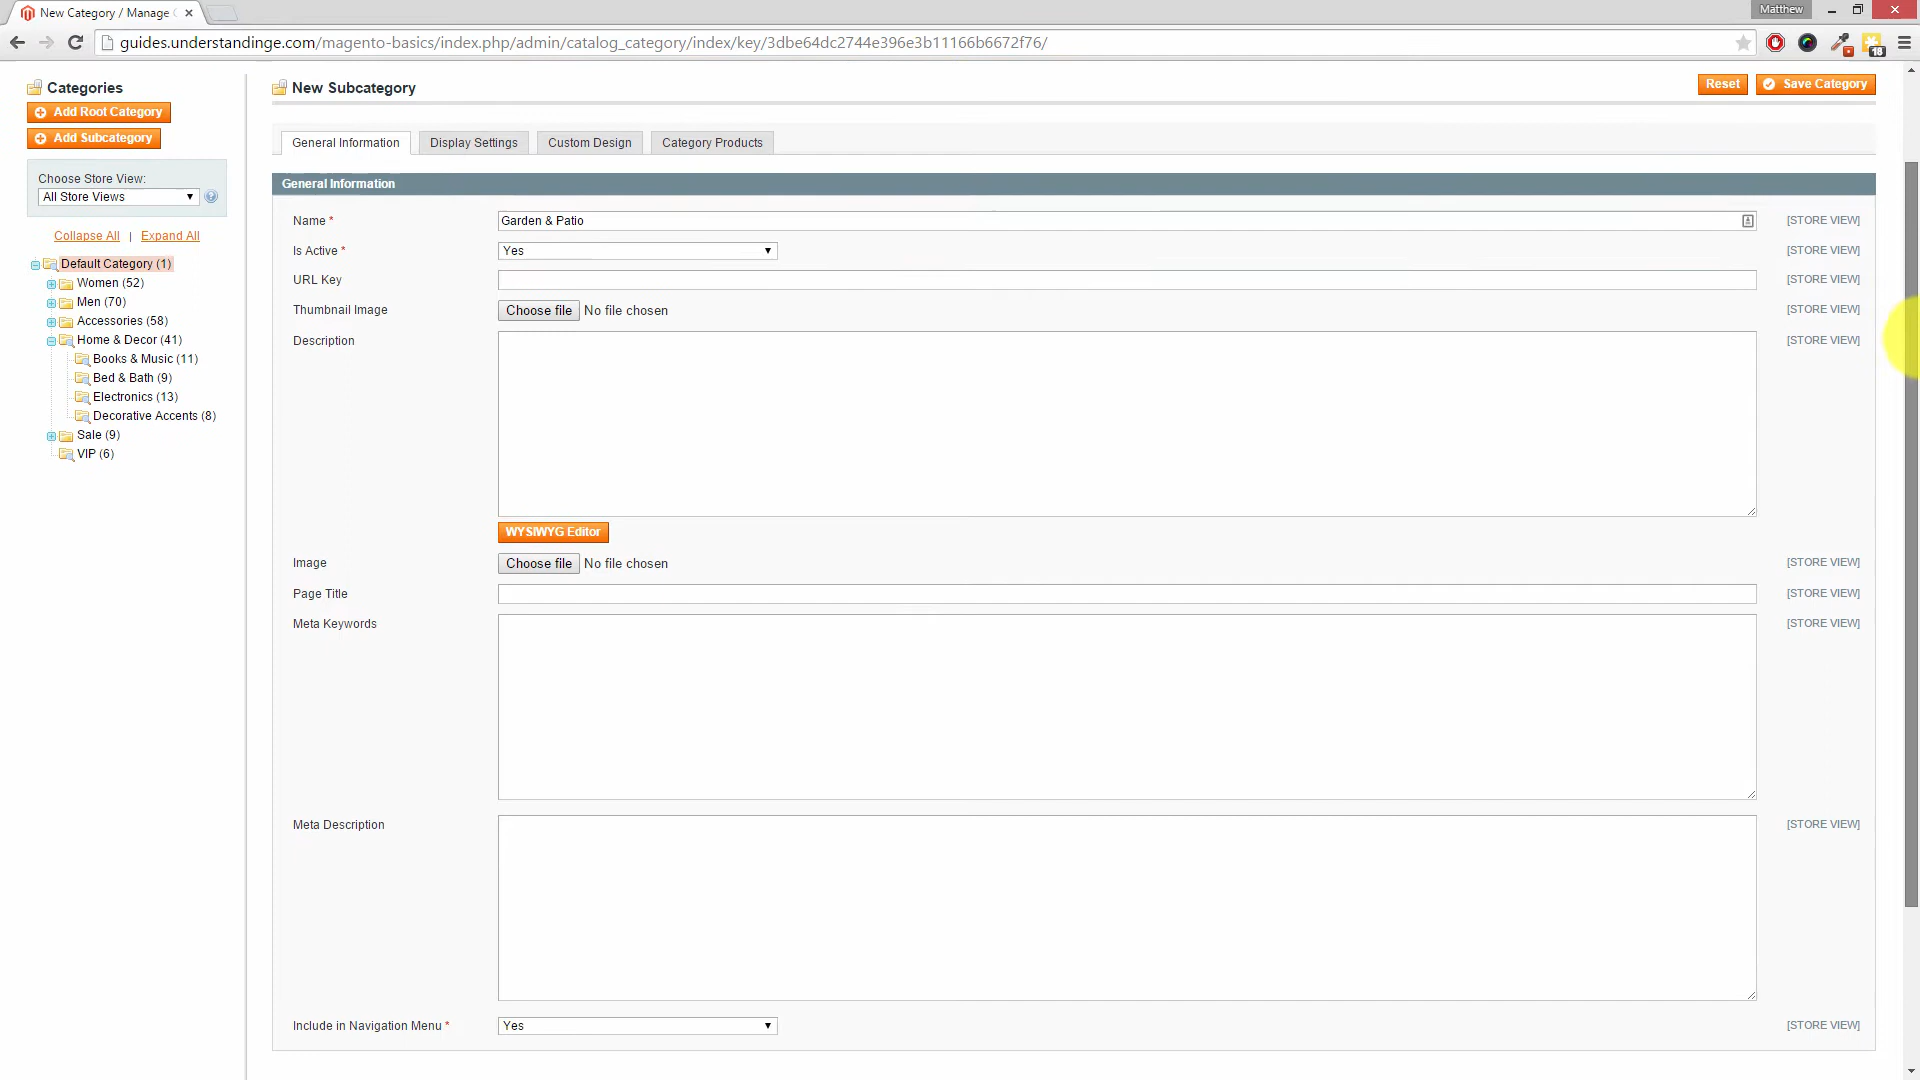 New Category / Manage
Matthew
guides.understandinge.com/magento-basics/index.php/admin/catalog_category/index/key/3dbe64dc2744e396e3b11166b6672f76/
18
Categories
Add Root Category
Add Subcategory
Choose Store View:
All Store Views
Collapse All | Expand All
Default Category (1)
Women (52)
Men (70)
Accessories (58)
Home & Decor (41)
Books & Music (11)
Bed & Bath (9)
Electronics (13)
Decorative Accents (8)
Sale (9)
VIP (6)
New Subcategory
Reset
Save Category
General Information
Display Settings
Custom Design
Category Products
General Information
Name * Garden & Patio [STORE VIEW]
Is Active * Yes [STORE VIEW]
URL Key [STORE VIEW]
Thumbnail Image Choose file No file chosen [STORE VIEW]
Description [STORE VIEW]
WYSIWYG Editor
Image Choose file No file chosen [STORE VIEW]
Page Title [STORE VIEW]
Meta Keywords [STORE VIEW]
Meta Description [STORE VIEW]
Include in Navigation Menu * Yes [STORE VIEW]